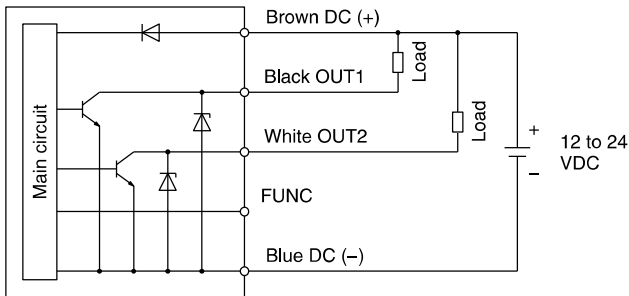 Brown DC (+)
Load
Black OUT1
Load
White OUT2
Main circuit
+
12 to 24
VDC
–
FUNC
Blue DC (–)